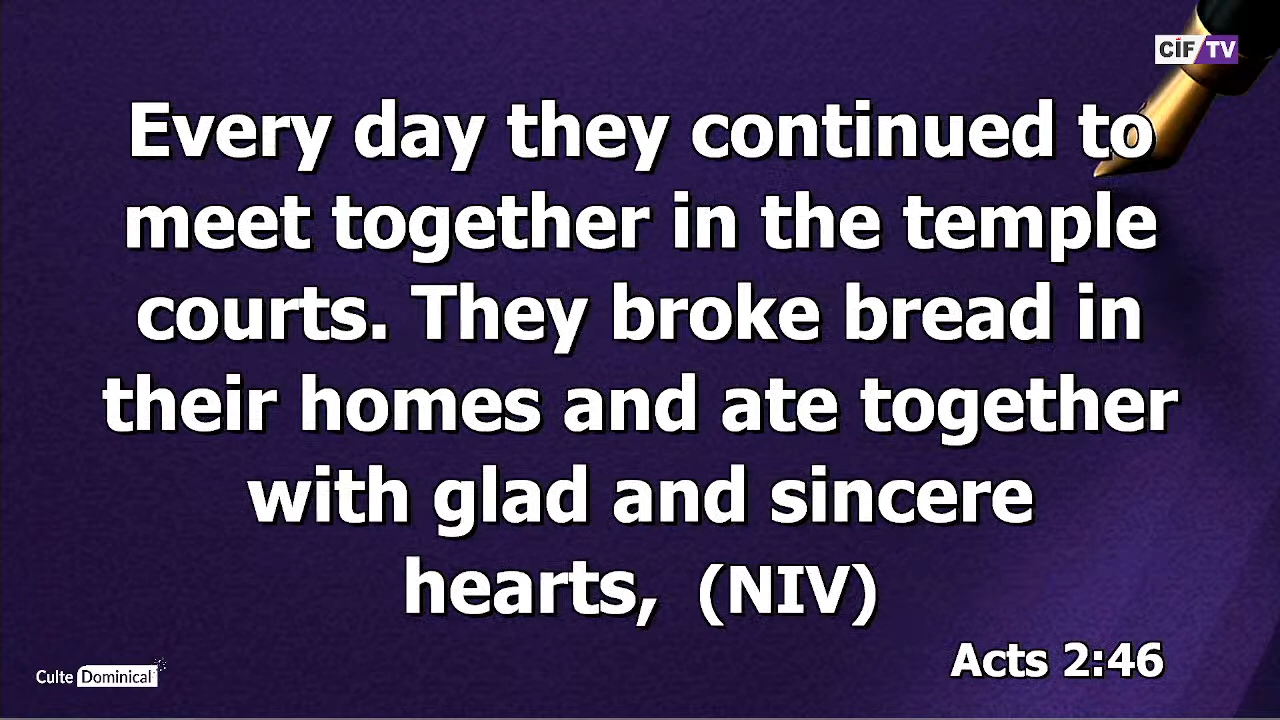 CIF TV
Every day they continued to
meet together in the temple
courts. They broke bread in
their homes and ate together
with glad and sincere
hearts, (NIV)
Acts 2:46
Culte Dominical